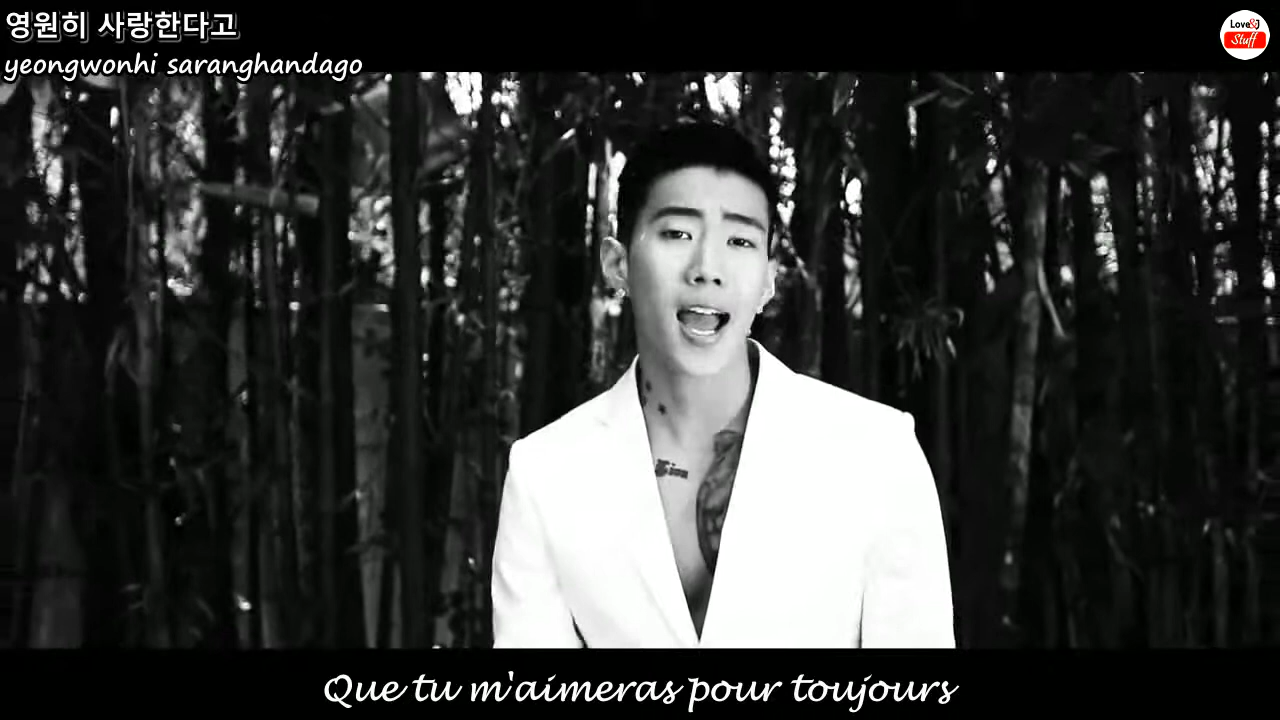 영원히 사랑한다고
yeongwonhi saranghandago
Love&J
Stuff
Que tu m'aimeras pour toujours